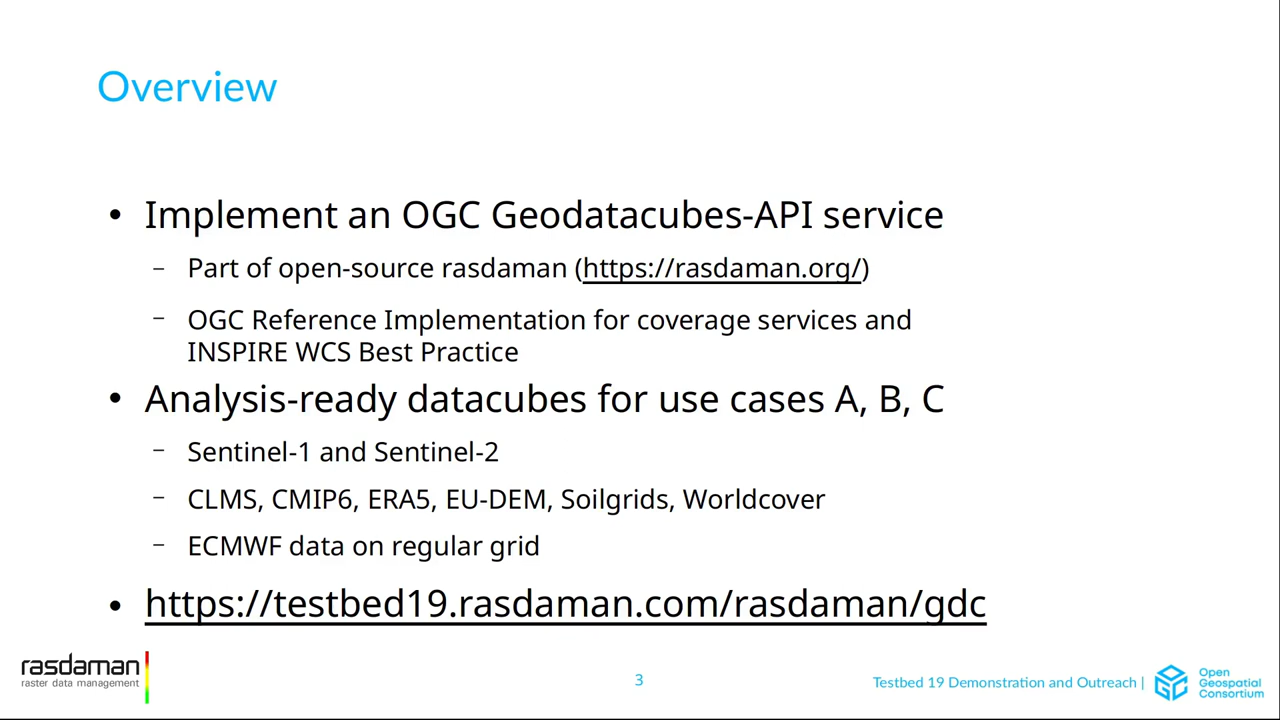 Overview
• Implement an OGC Geodatacubes-API service
– Part of open-source rasdaman (https://rasdaman.org/)
– OGC Reference Implementation for coverage services and
INSPIRE WCS Best Practice
• Analysis-ready datacubes for use cases A, B, C
– Sentinel-1 and Sentinel-2
– CLMS, CMIP6, ERA5, EU-DEM, Soilgrids, Worldcover
– ECMWF data on regular grid
• https://testbed19.rasdaman.com/rasdaman/gdc
rasdaman
raster data management
3
Testbed 19 Demonstration and Outreach |
Open
Geospatial
Consortium